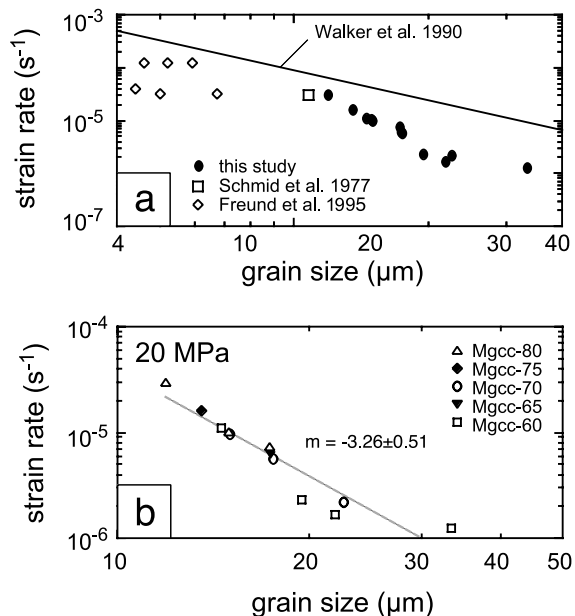 a
10⁻³
10⁻⁵
10⁻⁷
strain rate (s⁻¹)
Walker et al. 1990
this study
Schmid et al. 1977
Freund et al. 1995
4 10 20 30 40
grain size (µm)
b
20 MPa
10⁻⁴
10⁻⁵
10⁻⁶
strain rate (s⁻¹)
Mgcc-80
Mgcc-75
Mgcc-70
Mgcc-65
Mgcc-60
m = -3.26±0.51
10 20 30 50
grain size (µm)